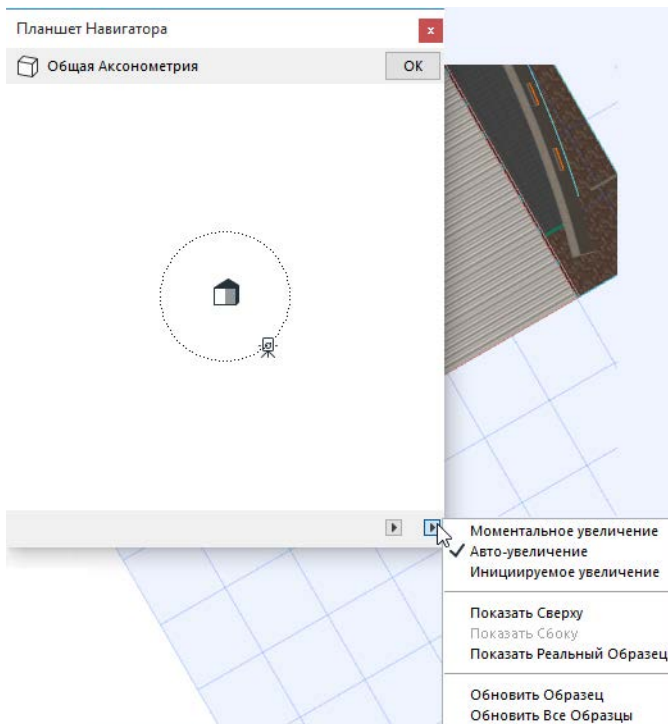 Планшет Навигатора
Общая Аксонометрия
OK
Моментальное увеличение
Авто-увеличение
Инициируемое увеличение
Показать Сверху
Показать Сбоку
Показать Реальный Образец
Обновить Образец
Обновить Все Образцы